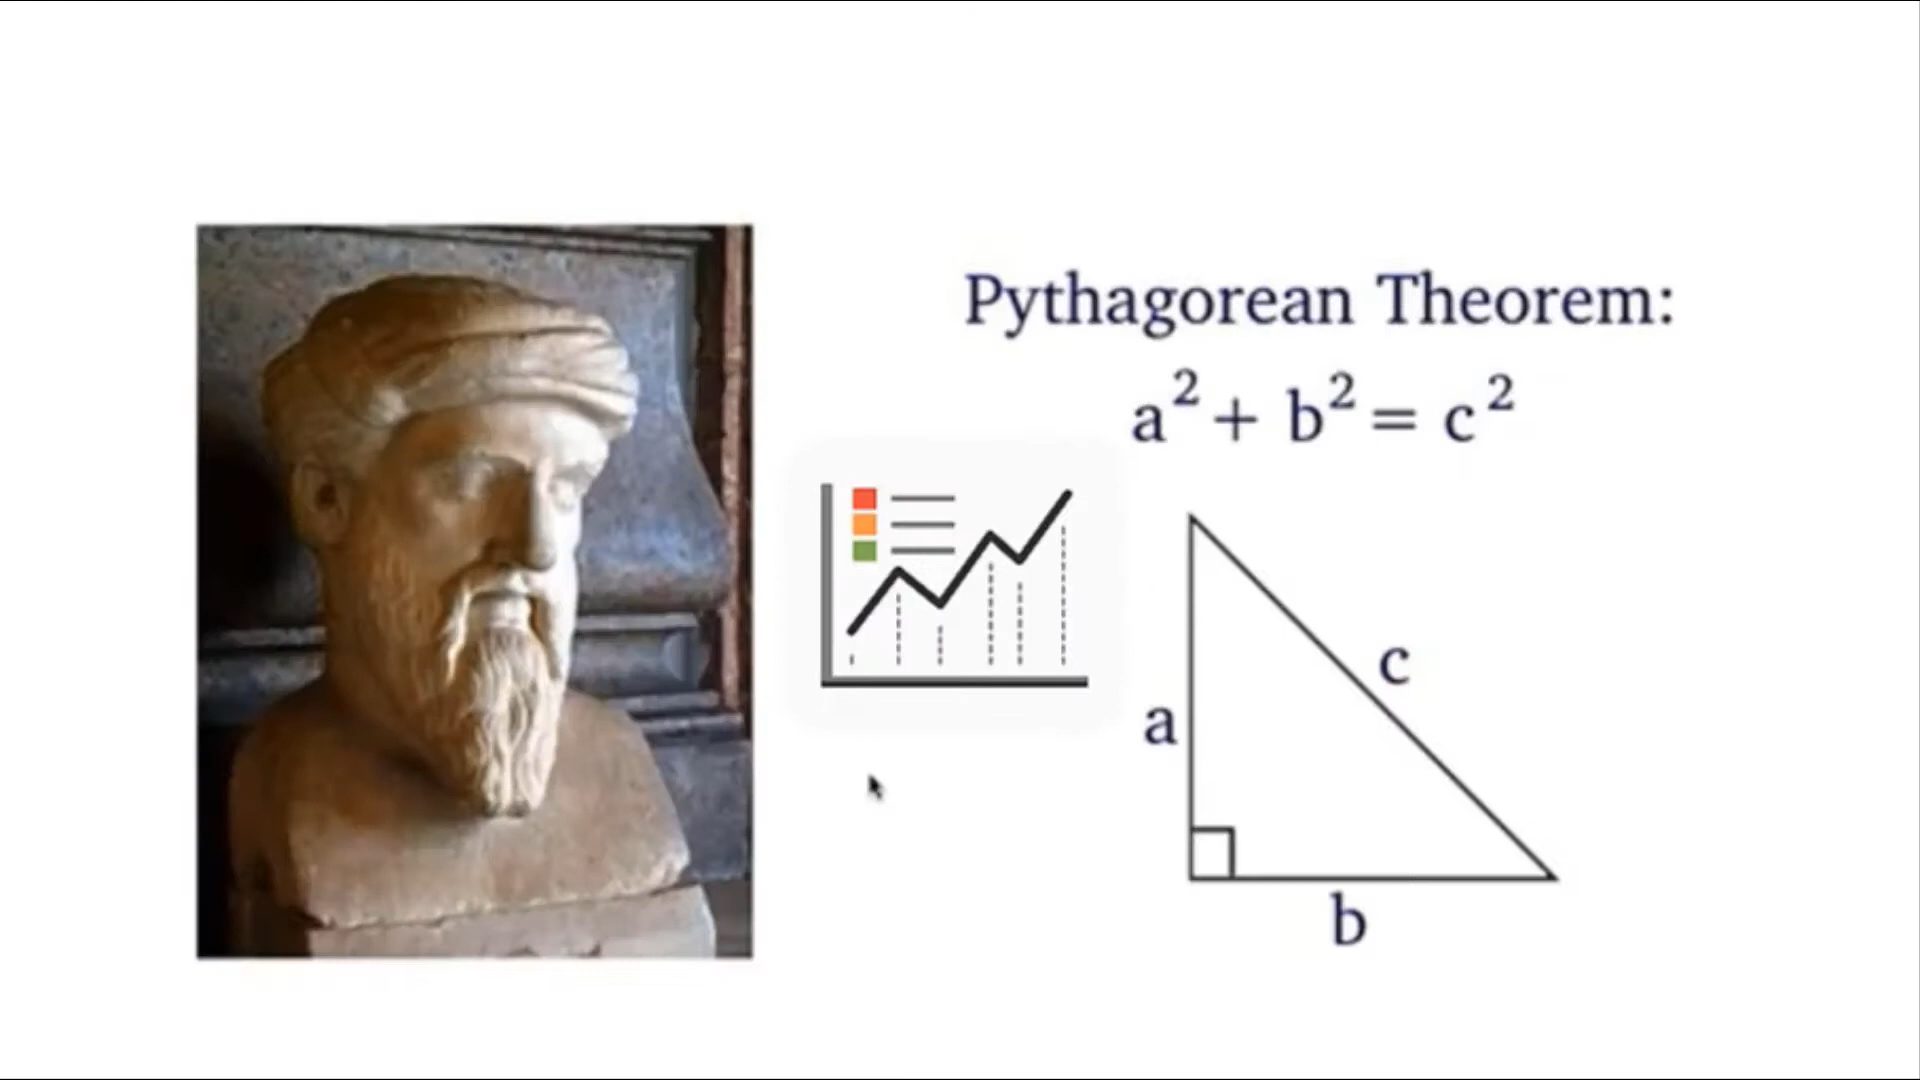 Pythagorean Theorem:
a² + b² = c²
c
a
b